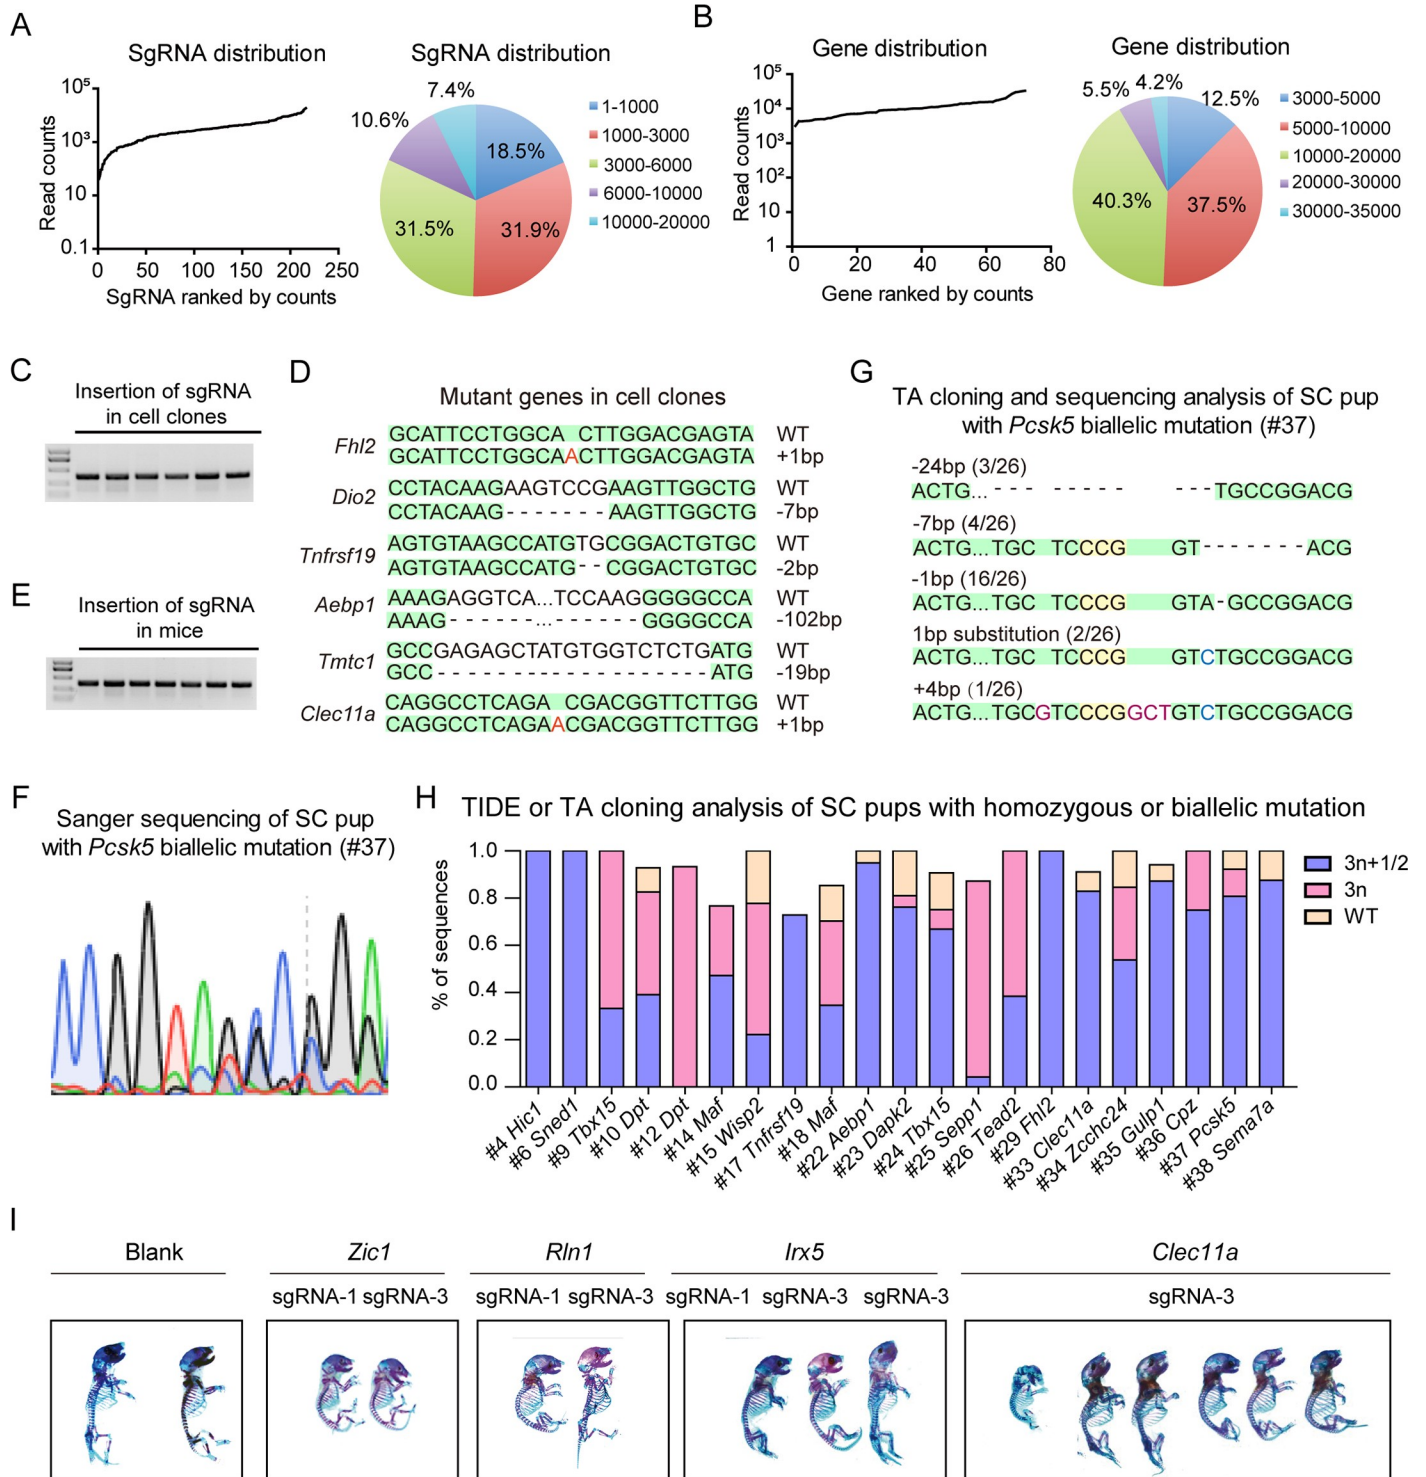 A
SgRNA distribution
Read counts
10⁵
10³
10
0.1
0 50 100 150 200 250
SgRNA ranked by counts
SgRNA distribution
7.4%
10.6%
18.5%
31.5%
31.9%
1-1000
1000-3000
3000-6000
6000-10000
10000-20000
B
Gene distribution
Read counts
10⁵
10⁴
10³
10²
10
1
0 20 40 60 80
Gene ranked by counts
Gene distribution
5.5% 4.2% 12.5%
40.3% 37.5%
3000-5000
5000-10000
10000-20000
20000-30000
30000-35000
C
Insertion of sgRNA
in cell clones
D
Mutant genes in cell clones
Fhl2
GCATTCCTGGCA CTTGGACGAGTA WT
GCATTCCTGGCAACTTGGACGAGTA +1bp
Dio2
CCTACAAGAAGTCCGAAGTTGGCTG WT
CCTACAAG-------AAGTTGGCTG -7bp
Tnfrsf19
AGTGTAAGCCATGTGCGGACTGTGC WT
AGTGTAAGCCATG--CGGACTGTGC -2bp
Aebp1
AAAGAGGTCA...TCCAAGGGGGCCA WT
AAAG------...-------GGGGCCA -102bp
Tmtc1
GCCGAGAGCTATGTGGTCTCTGATG WT
GCC-------------------ATG -19bp
Clec11a
CAGGCCTCAGA CGACGGTTCTTGG WT
CAGGCCTCAGAACGACGGTTCTTGG +1bp
E
Insertion of sgRNA
in mice
G
TA cloning and sequencing analysis of SC pup
with Pcsk5 biallelic mutation (#37)
-24bp (3/26)
ACTG...--- ----- ---TGCCGGACG
-7bp (4/26)
ACTG...TGC TCCCG GT-------ACG
-1bp (16/26)
ACTG...TGC TCCCG GTA-GCCGGACG
1bp substitution (2/26)
ACTG...TGC TCCCG GTCTGCCGGACG
+4bp (1/26)
ACTG...TGCGTCCCGGCTGTCTGCCGGACG
F
Sanger sequencing of SC pup
with Pcsk5 biallelic mutation (#37)
H
TIDE or TA cloning analysis of SC pups with homozygous or biallelic mutation
% of sequences
1.0
0.8
0.6
0.4
0.2
0.0
3n+1/2
3n
WT
#4 Hic1
#6 Sned1
#9 Tbx15
#10 Dpt
#12 Dpt
#14 Maf
#15 Wisp2
#17 Tnfrsf19
#18 Maf
#22 Aebp1
#23 Dapk2
#24 Tbx15
#25 Sepp1
#26 Tead2
#29 Fhl2
#33 Clec11a
#34 Zcchc24
#35 Gulp1
#36 Cpz
#37 Pcsk5
#38 Sema7a
I
Blank Zic1 Rln1 Irx5 Clec11a
sgRNA-1 sgRNA-3 sgRNA-1 sgRNA-3 sgRNA-1 sgRNA-3 sgRNA-3 sgRNA-3